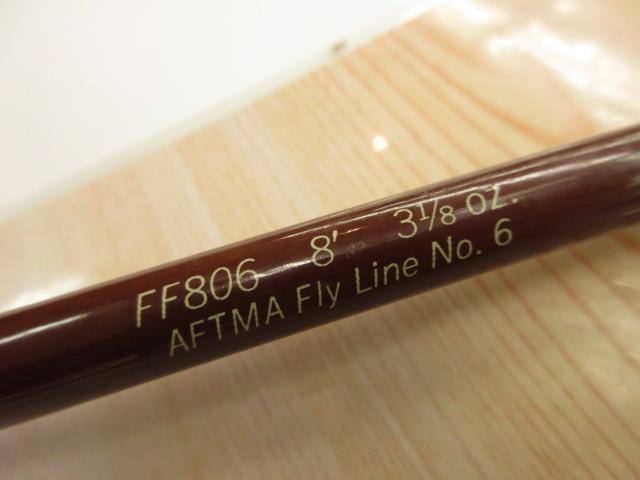 FF806 8' 3⅛ oz.
AFTMA Fly Line No. 6